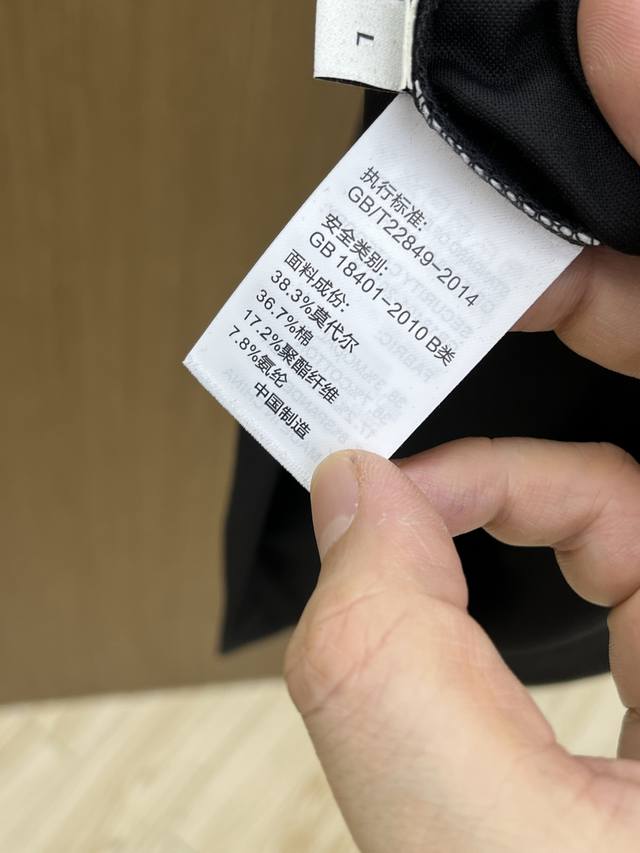 L
执行标准:
GB/T22849-2014
安全类别:
GB 18401-2010 B类
面料成份:
38.3%莫代尔
36.7%棉
17.2%聚酯纤维
7.8%氨纶
中国制造